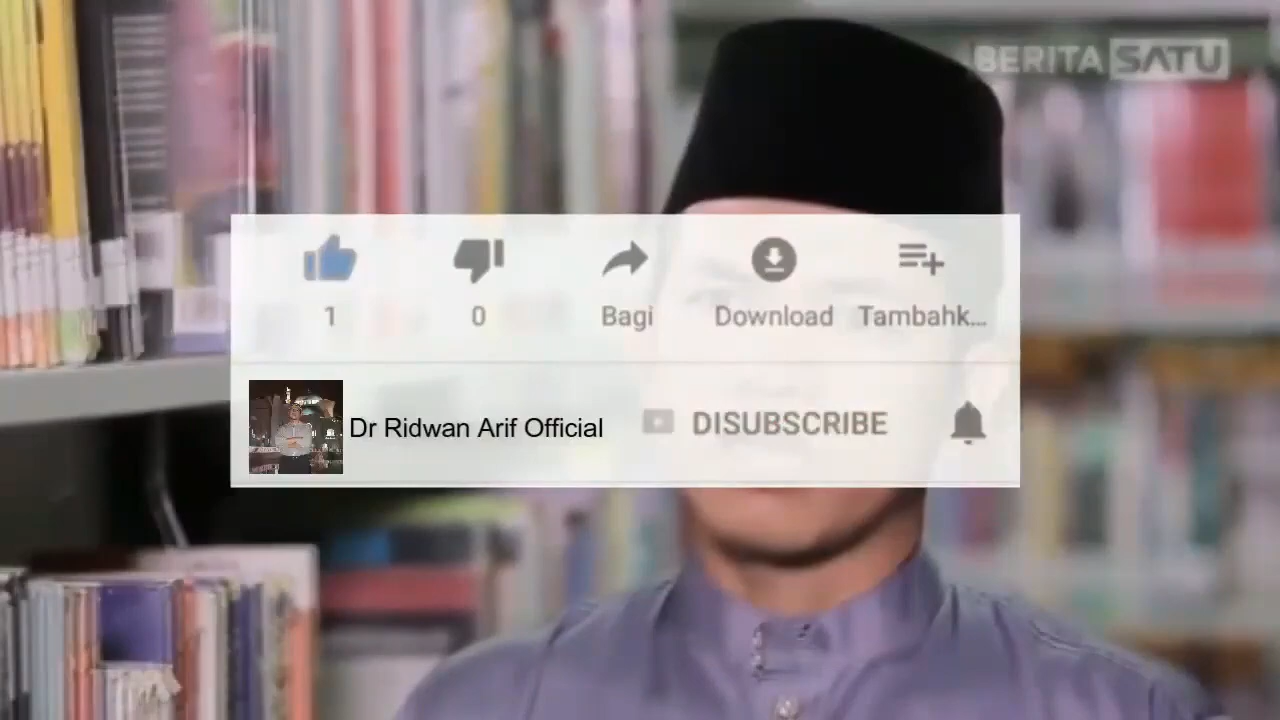 BERITA SATU
1
0
Bagi
Download
Tambahk...
Dr Ridwan Arif Official
DISUBSCRIBE